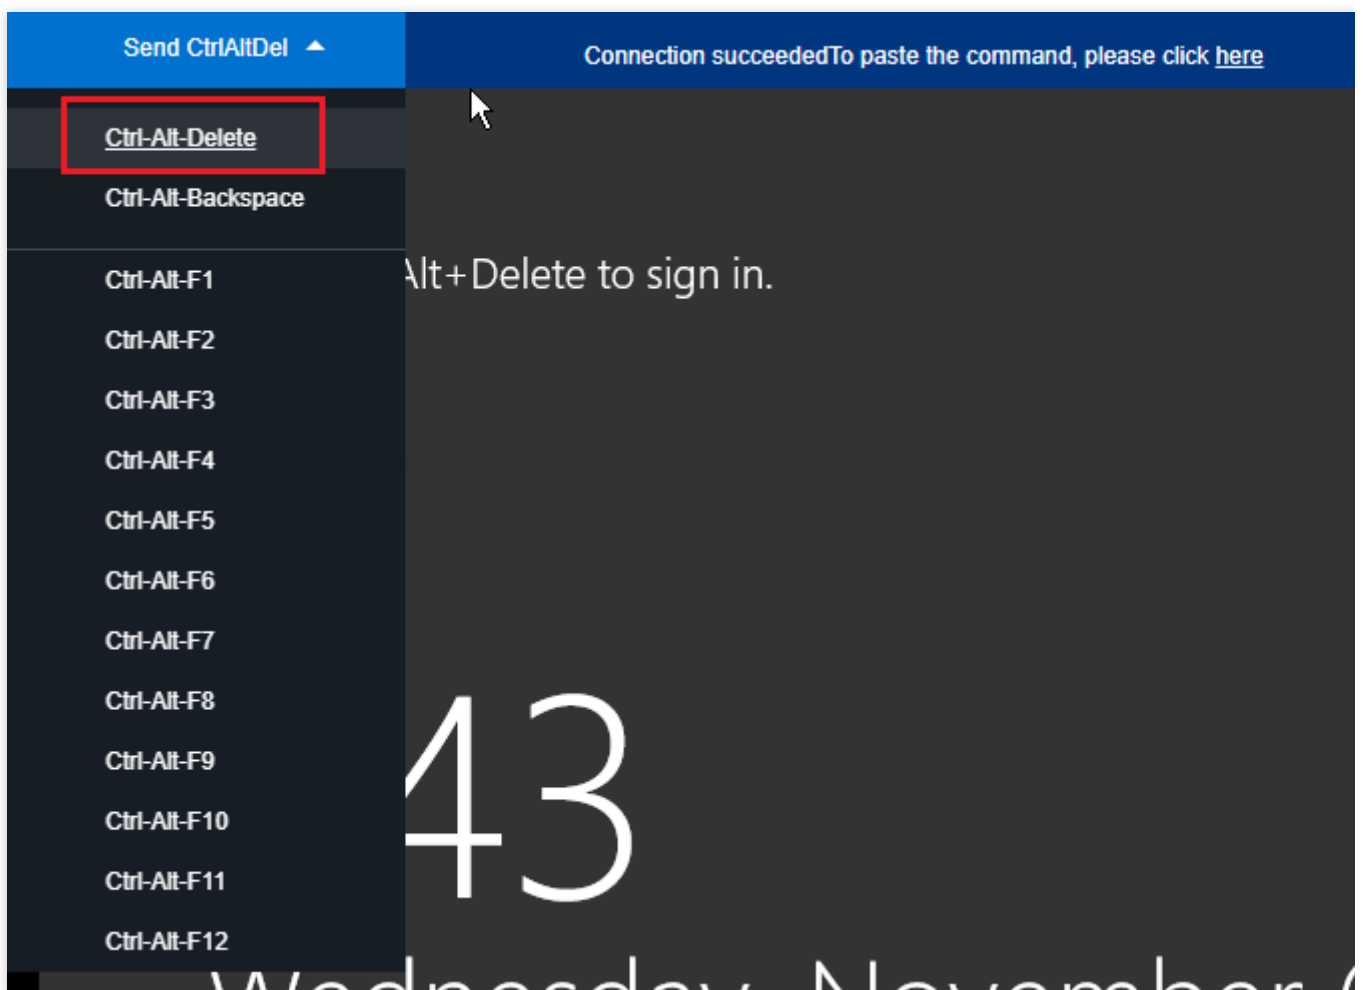 Send CtrlAltDel
Connection succeededTo paste the command, please click here
Ctrl-Alt-Delete
Ctrl-Alt-Backspace
Alt+Delete to sign in.
Ctrl-Alt-F1
Ctrl-Alt-F2
Ctrl-Alt-F3
Ctrl-Alt-F4
Ctrl-Alt-F5
Ctrl-Alt-F6
Ctrl-Alt-F7
Ctrl-Alt-F8
Ctrl-Alt-F9
Ctrl-Alt-F10
Ctrl-Alt-F11
Ctrl-Alt-F12
43
Wednesday, November